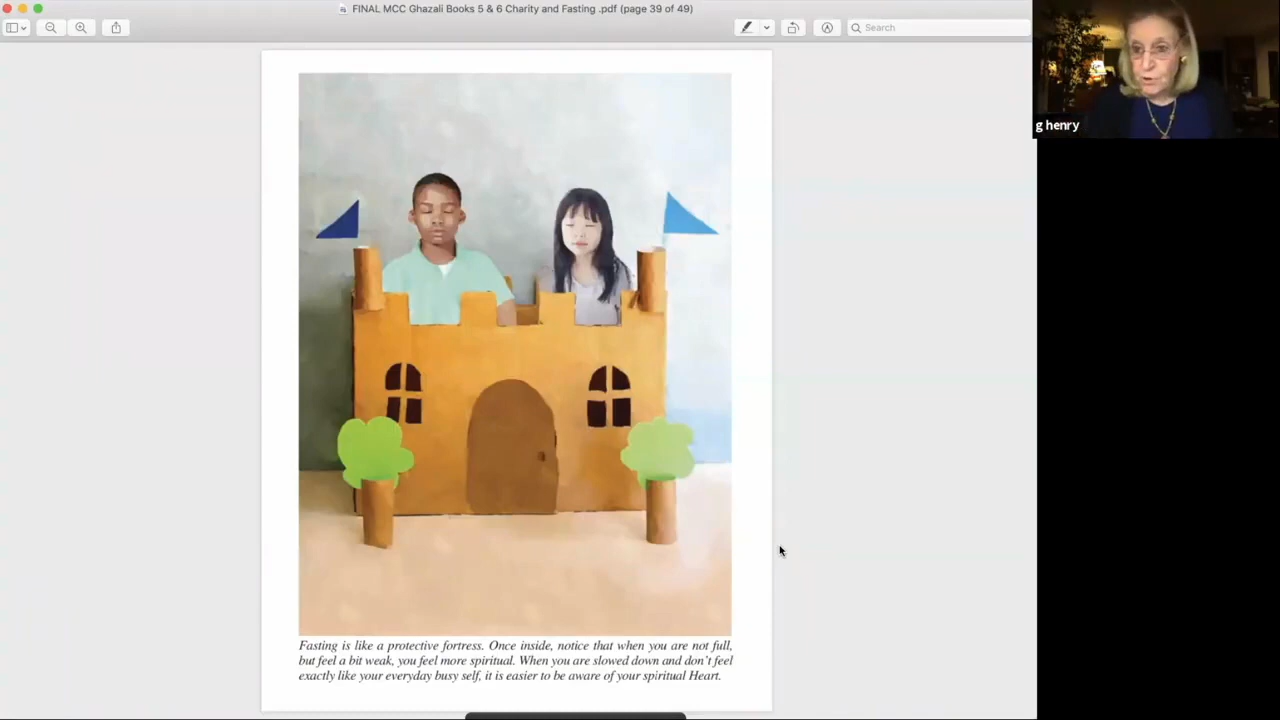 FINAL MCC Ghazali Books 5 & 6 Charity and Fasting .pdf (page 39 of 49)
Search
g henry
Fasting is like a protective fortress. Once inside, notice that when you are not full,
but feel a bit weak, you feel more spiritual. When you are slowed down and don't feel
exactly like your everyday busy self, it is easier to be aware of your spiritual Heart.